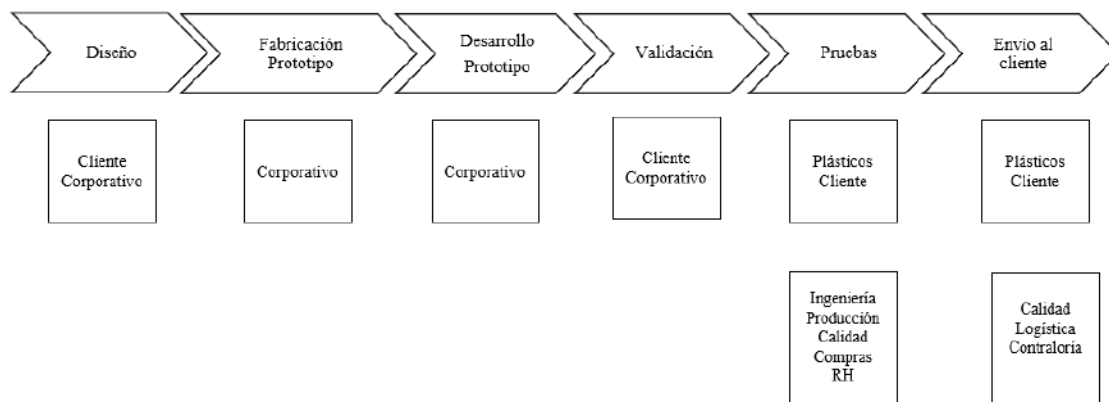 Diseño
Fabricación
Prototipo
Desarrollo
Prototipo
Validación
Pruebas
Envío al
cliente
Cliente
Corporativo
Corporativo
Corporativo
Cliente
Corporativo
Plásticos
Cliente
Plásticos
Cliente
Ingeniería
Producción
Calidad
Compras
RH
Calidad
Logística
Contraloría